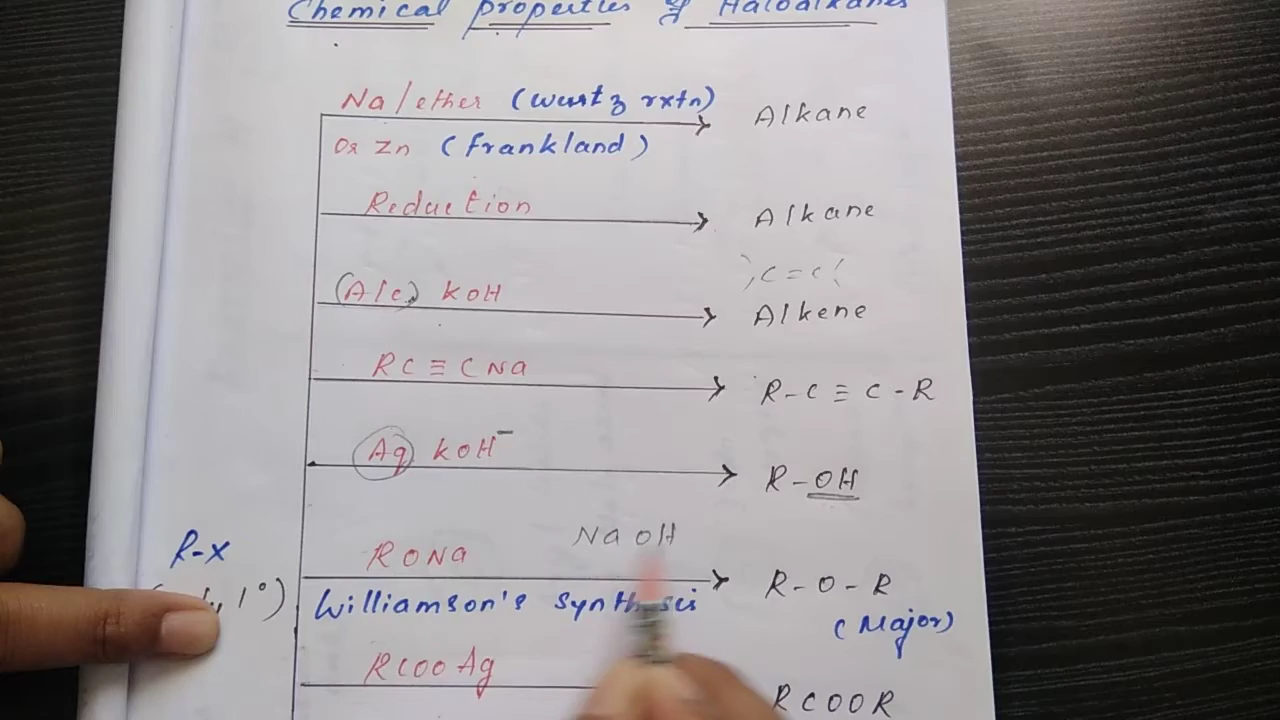 Chemical properties of Haloalkanes
Na/ether (wurtz rxtn)
Alkane
Or Zn (frankland)
Reduction
Alkane
C=C
(Alc) KOH
Alkene
RC≡CNa
R-C≡C-R
Aq KOH⁻
R-OH
NaOH
R-X
RONa
R-O-R
1°)
Williamson's
(Major)
RCOOAg
RCOOR